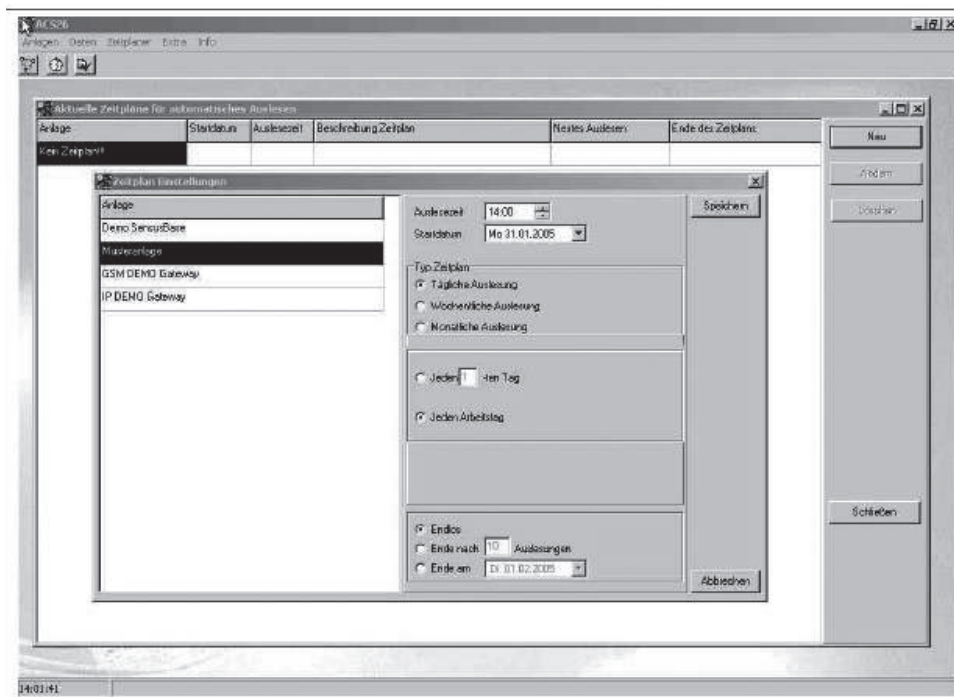 ACS26
Anlagen Daten Zeitplaner Extra Info
Aktuelle Zeitpläne für automatisches Auslesen
Anlage Startdatum Auslesezeit Beschreibung Zeitplan Nextes Auslesen Ende des Zeitplans
Neu
Kein Zeitplan!!
Ändern
Löschen
Zeitplan Einstellungen
Anlage
Demo SensusBase
Musteranlage
GSM DEMO Gateway
IP DEMO Gateway
Auslesezeit 14:00
Startdatum Mo 31.01.2005
Speichern
Typ Zeitplan
Tägliche Auslesung
Wöchentliche Auslesung
Monatliche Auslesung
Jeden 1 -ten Tag
Jeden Arbeitstag
Endlos
Ende nach 10 Auslesungen
Ende am Di 01.02.2005
Abbrechen
Schließen
14:01:41